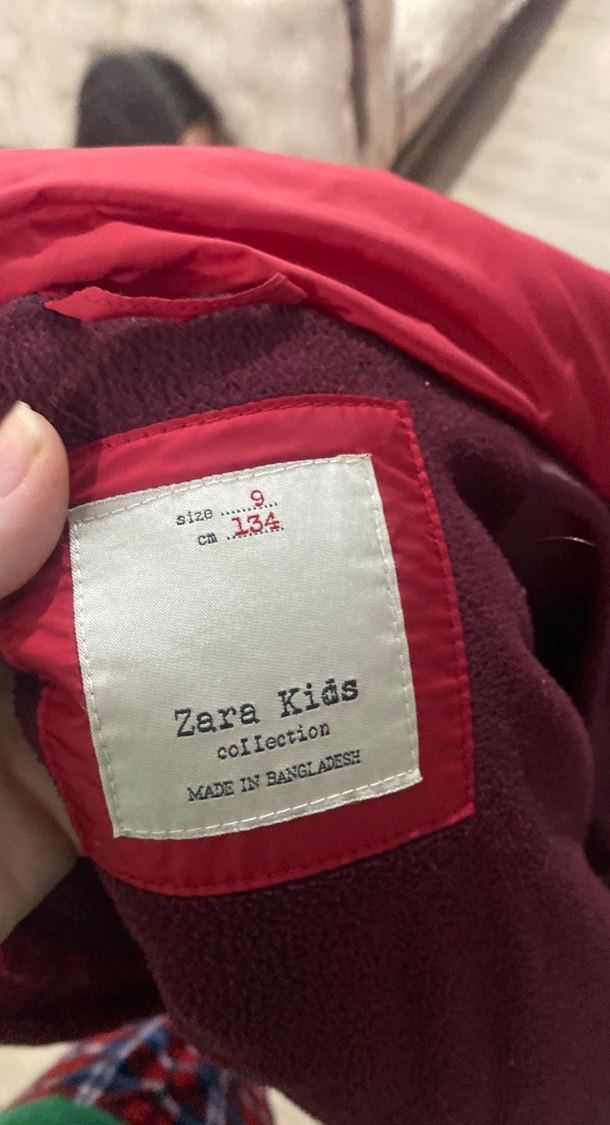 size ........9...
cm ..134..
Zara Kids
collection
MADE IN BANGLADESH